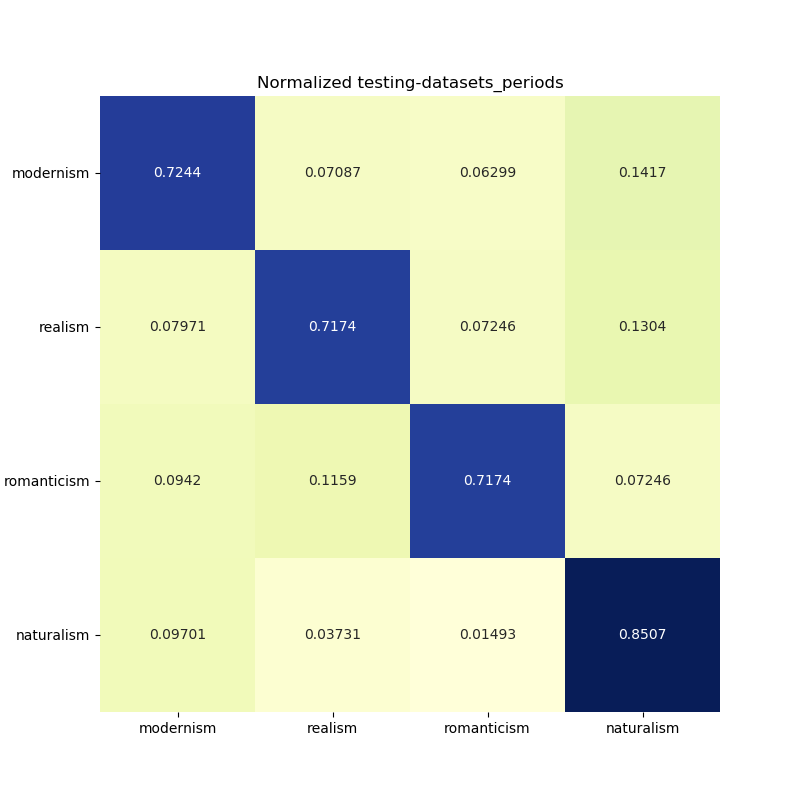 Normalized testing-datasets_periods
modernism 0.7244 0.07087 0.06299 0.1417
realism 0.07971 0.7174 0.07246 0.1304
romanticism 0.0942 0.1159 0.7174 0.07246
naturalism 0.09701 0.03731 0.01493 0.8507
modernism realism romanticism naturalism